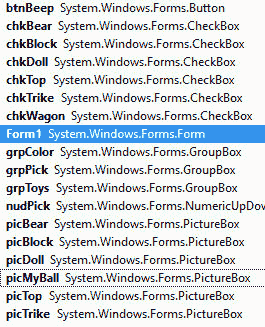 btnBeep System.Windows.Forms.Button
chkBear System.Windows.Forms.CheckBox
chkBlock System.Windows.Forms.CheckBox
chkDoll System.Windows.Forms.CheckBox
chkTop System.Windows.Forms.CheckBox
chkTrike System.Windows.Forms.CheckBox
chkWagon System.Windows.Forms.CheckBox
Form1 System.Windows.Forms.Form
grpColor System.Windows.Forms.GroupBox
grpPick System.Windows.Forms.GroupBox
grpToys System.Windows.Forms.GroupBox
nudPick System.Windows.Forms.NumericUpDow
picBear System.Windows.Forms.PictureBox
picBlock System.Windows.Forms.PictureBox
picDoll System.Windows.Forms.PictureBox
picMyBall System.Windows.Forms.PictureBox
picTop System.Windows.Forms.PictureBox
picTrike System.Windows.Forms.PictureBox